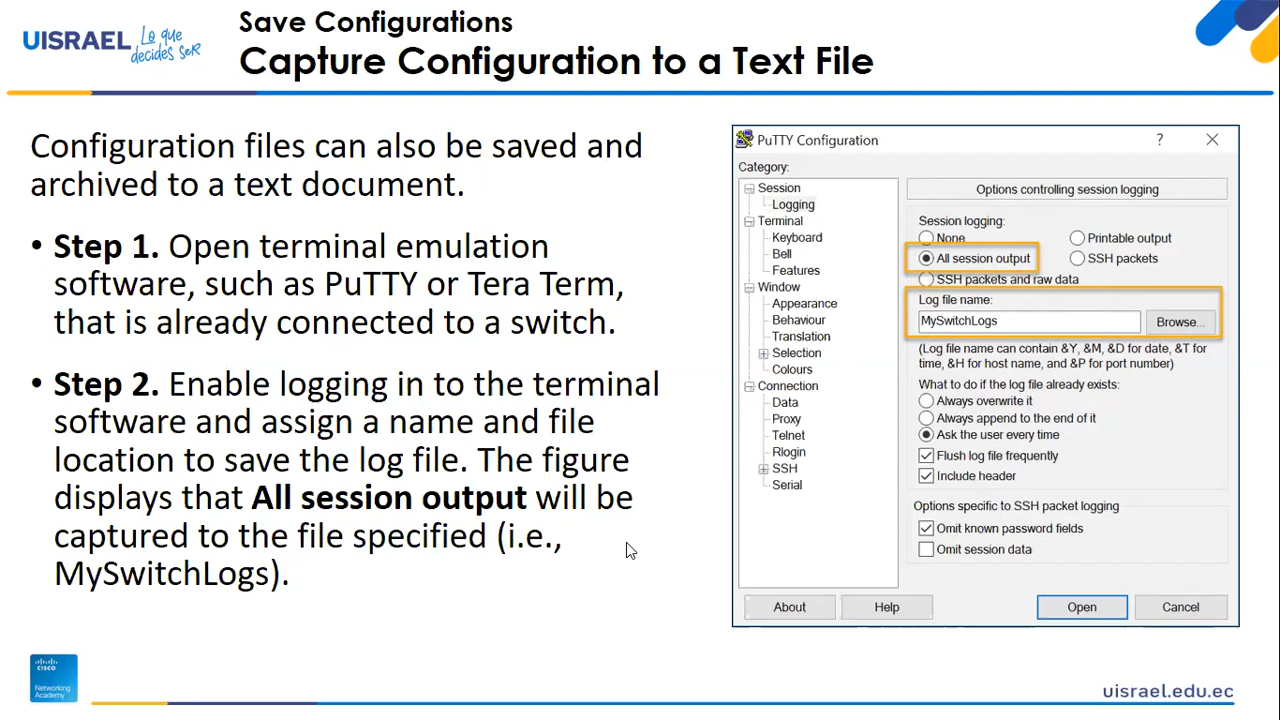 UISRAEL
Lo que
decides seR
Save Configurations
Capture Configuration to a Text File
Configuration files can also be saved and
archived to a text document.
• Step 1. Open terminal emulation
software, such as PuTTY or Tera Term,
that is already connected to a switch.
• Step 2. Enable logging in to the terminal
software and assign a name and file
location to save the log file. The figure
displays that All session output will be
captured to the file specified (i.e.,
MySwitchLogs).
PuTTY Configuration
?
Category:
Session
Logging
Terminal
Keyboard
Bell
Features
Window
Appearance
Behaviour
Translation
Selection
Colours
Connection
Data
Proxy
Telnet
Rlogin
SSH
Serial
Options controlling session logging
Session logging:
None
Printable output
All session output
SSH packets
SSH packets and raw data
Log file name:
MySwitchLogs
Browse...
(Log file name can contain &Y, &M, &D for date, &T for
time, &H for host name, and &P for port number)
What to do if the log file already exists:
Always overwrite it
Always append to the end of it
Ask the user every time
Flush log file frequently
Include header
Options specific to SSH packet logging
Omit known password fields
Omit session data
About
Help
Open
Cancel
CISCO
Networking
Academy
uisrael.edu.ec